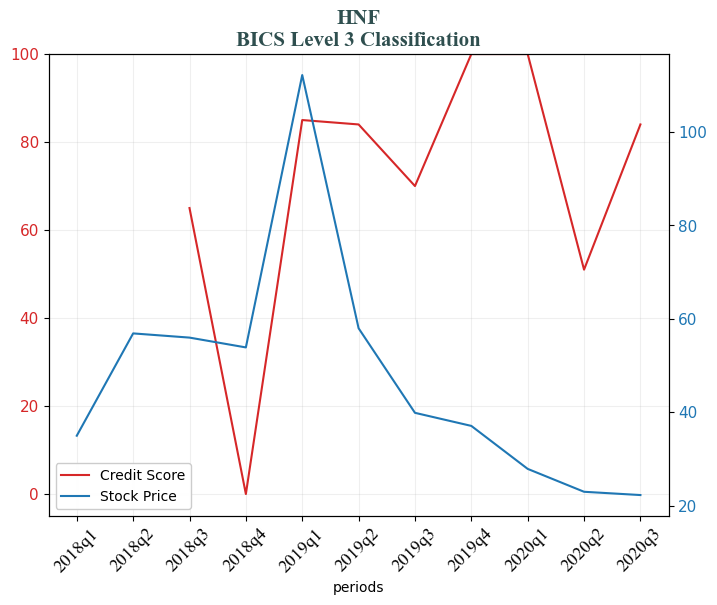 HNF
BICS Level 3 Classification
100
80
60
40
20
0
100
80
60
40
20
Credit Score
Stock Price
2018q1
2018q2
2018q3
2018q4
2019q1
2019q2
2019q3
2019q4
2020q1
2020q2
2020q3
periods